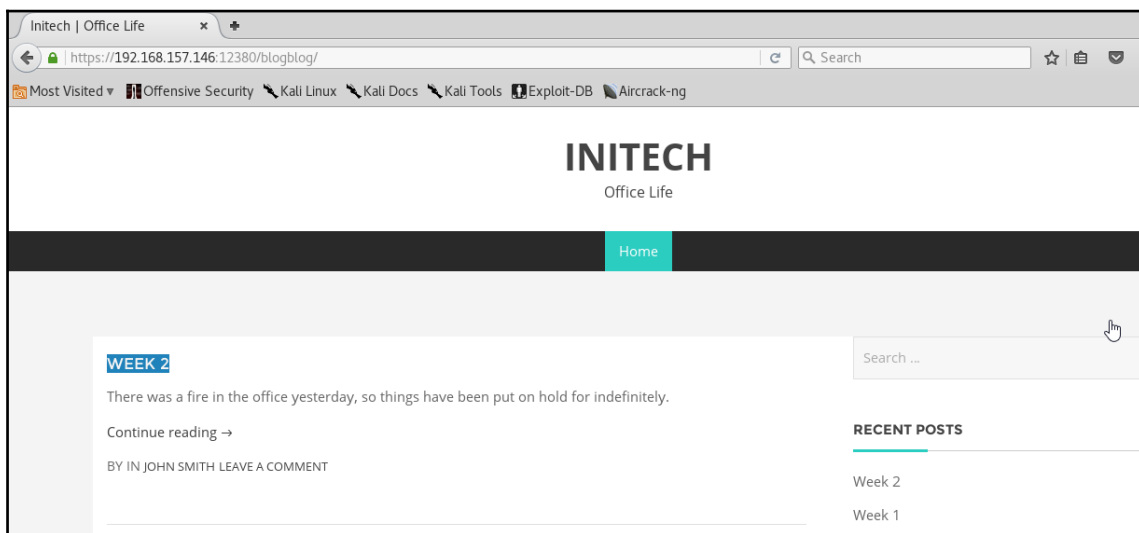 Initech | Office Life
https://192.168.157.146:12380/blogblog/
Search
Most Visited Offensive Security Kali Linux Kali Docs Kali Tools Exploit-DB Aircrack-ng
INITECH
Office Life
Home
WEEK 2
There was a fire in the office yesterday, so things have been put on hold for indefinitely.
Continue reading →
BY IN JOHN SMITH LEAVE A COMMENT
Search ...
RECENT POSTS
Week 2
Week 1